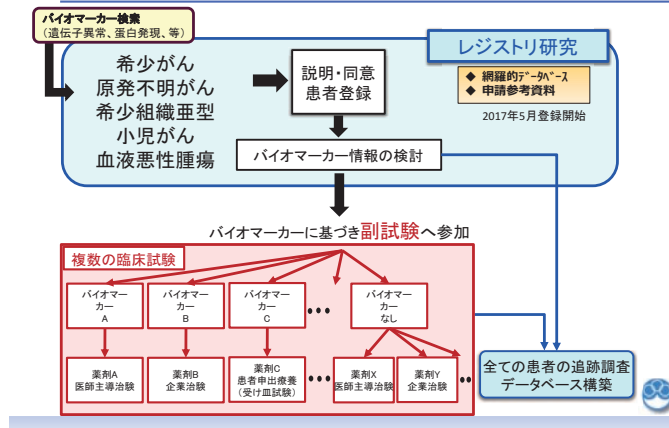 バイオマーカー検索
（遺伝子異常、蛋白発現、等）
レジストリ研究
希少がん
原発不明がん
希少組織亜型
小児がん
血液悪性腫瘍
説明・同意
患者登録
◆ 網羅的データベース
◆ 申請参考資料
2017年5月登録開始
バイオマーカー情報の検討
バイオマーカーに基づき副試験へ参加
複数の臨床試験
バイオマー
カー
A
バイオマー
カー
B
バイオマー
カー
C
•••
バイオマー
カー
なし
薬剤A
医師主導治験
薬剤B
企業治験
薬剤C
患者申出療養
（受け皿試験）
•••
薬剤X
医師主導治験
薬剤Y
企業治験
••
全ての患者の追跡調査
データベース構築